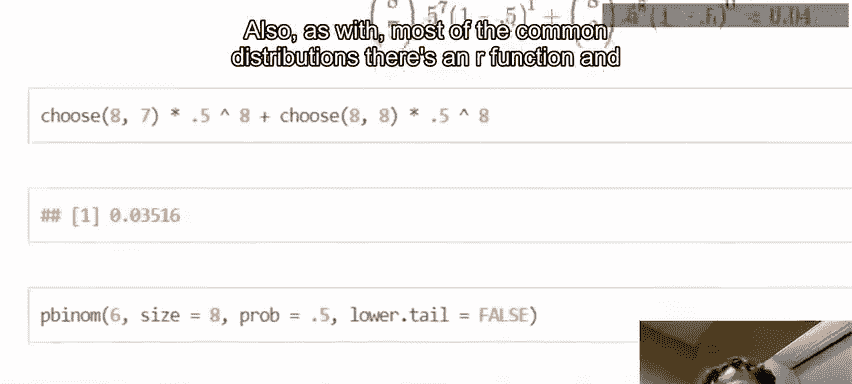 Also, as with, most of the common
distributions there's an r function and
choose(8, 7) * .5 ^ 8 + choose(8, 8) * .5 ^ 8
## [1] 0.03516
pbinom(6, size = 8, prob = .5, lower.tail = FALSE)